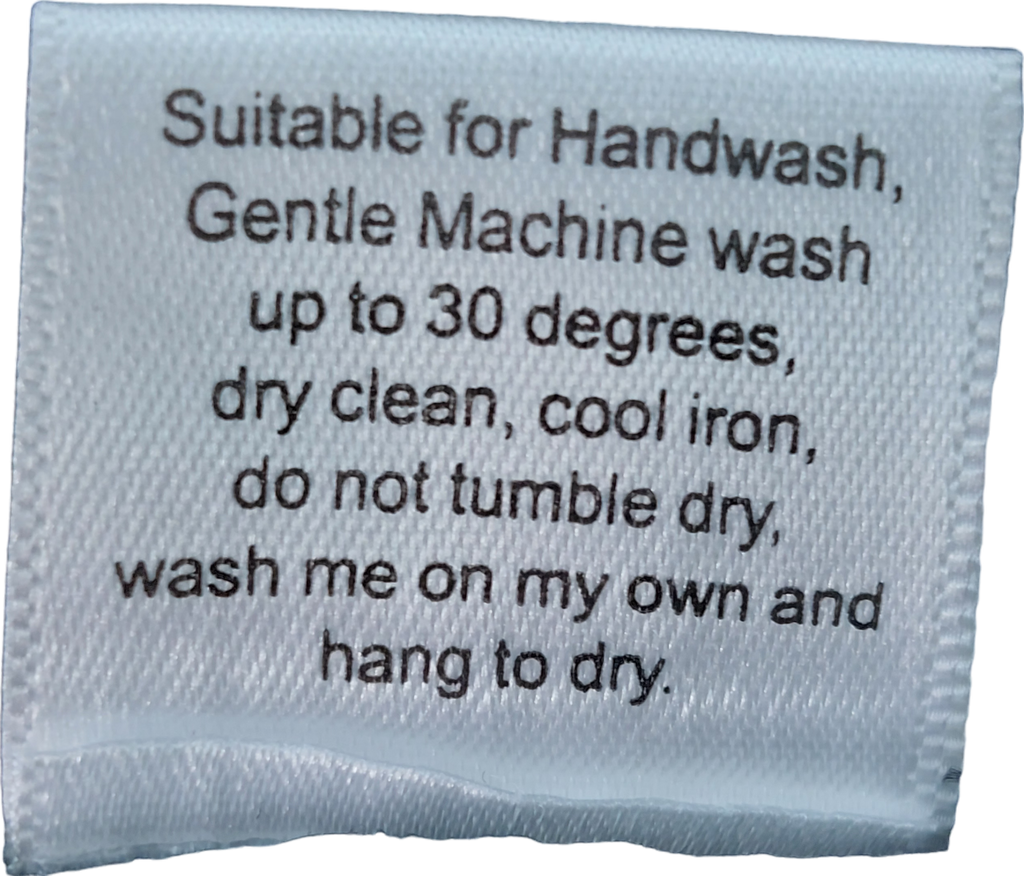 Suitable for Handwash,
Gentle Machine wash
up to 30 degrees,
dry clean, cool iron,
do not tumble dry,
wash me on my own and
hang to dry.